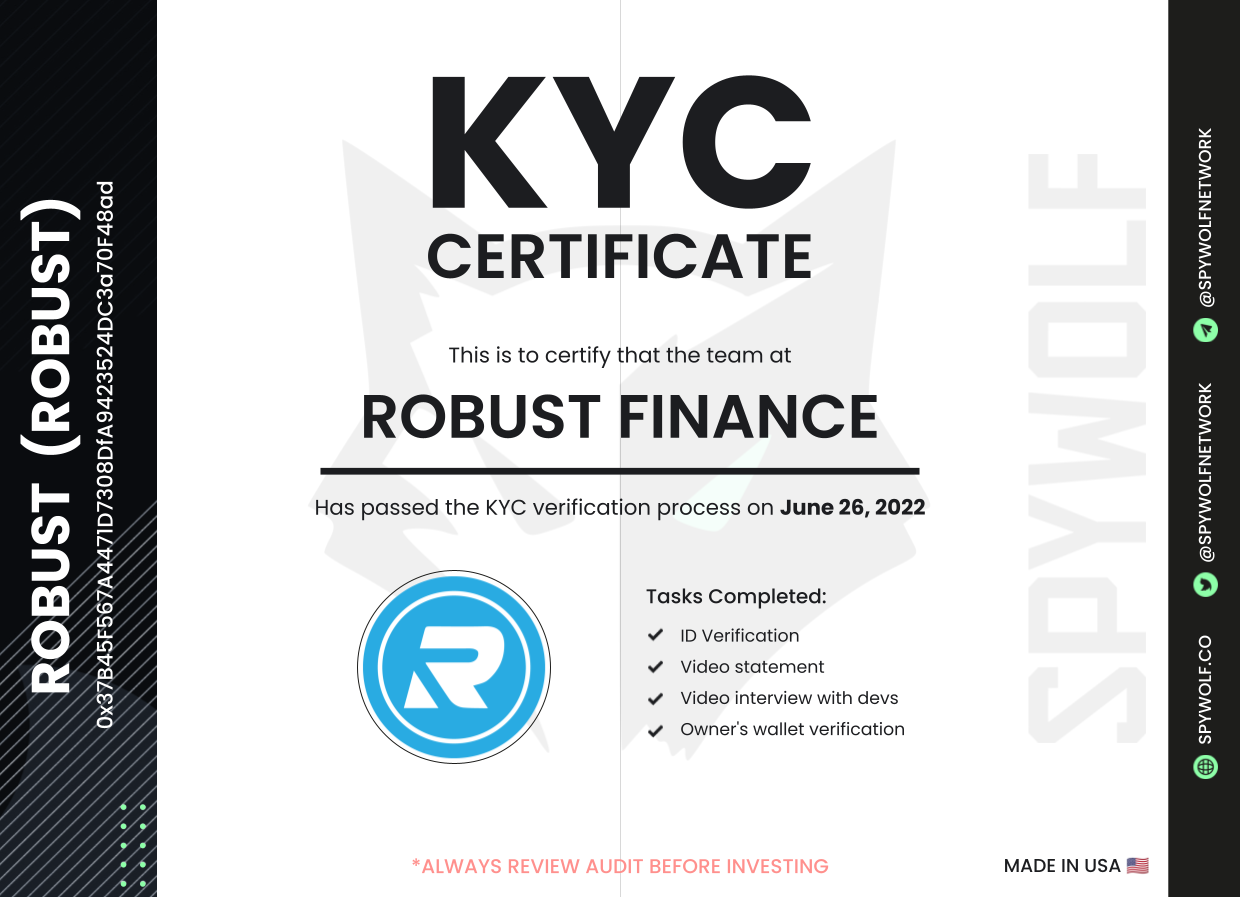 ROBUST (ROBUST)
0x37B45F567A4471D7308DfA9423524DC3a70F48ad
KYC
CERTIFICATE
This is to certify that the team at
ROBUST FINANCE
Has passed the KYC verification process on June 26, 2022
R
Tasks Completed:
ID Verification
Video statement
Video interview with devs
Owner's wallet verification
*ALWAYS REVIEW AUDIT BEFORE INVESTING
MADE IN USA 🇺🇸
SPYWOLF
SPYWOLF.CO
@SPYWOLFNETWORK
@SPYWOLFNETWORK